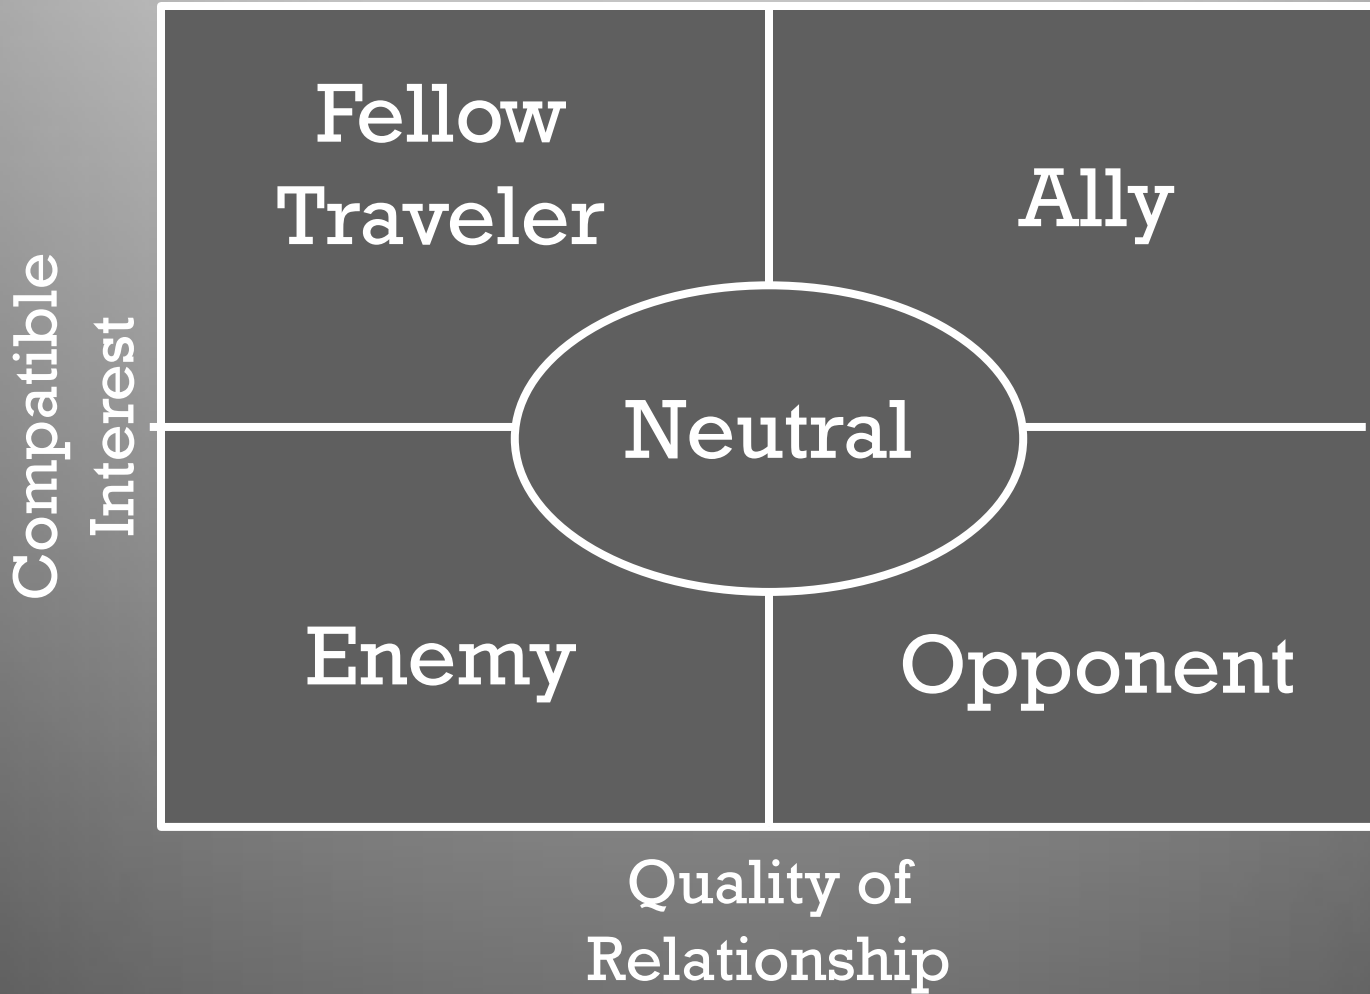 Fellow
Traveler
Ally
Compatible
Interest
Neutral
Enemy
Opponent
Quality of
Relationship